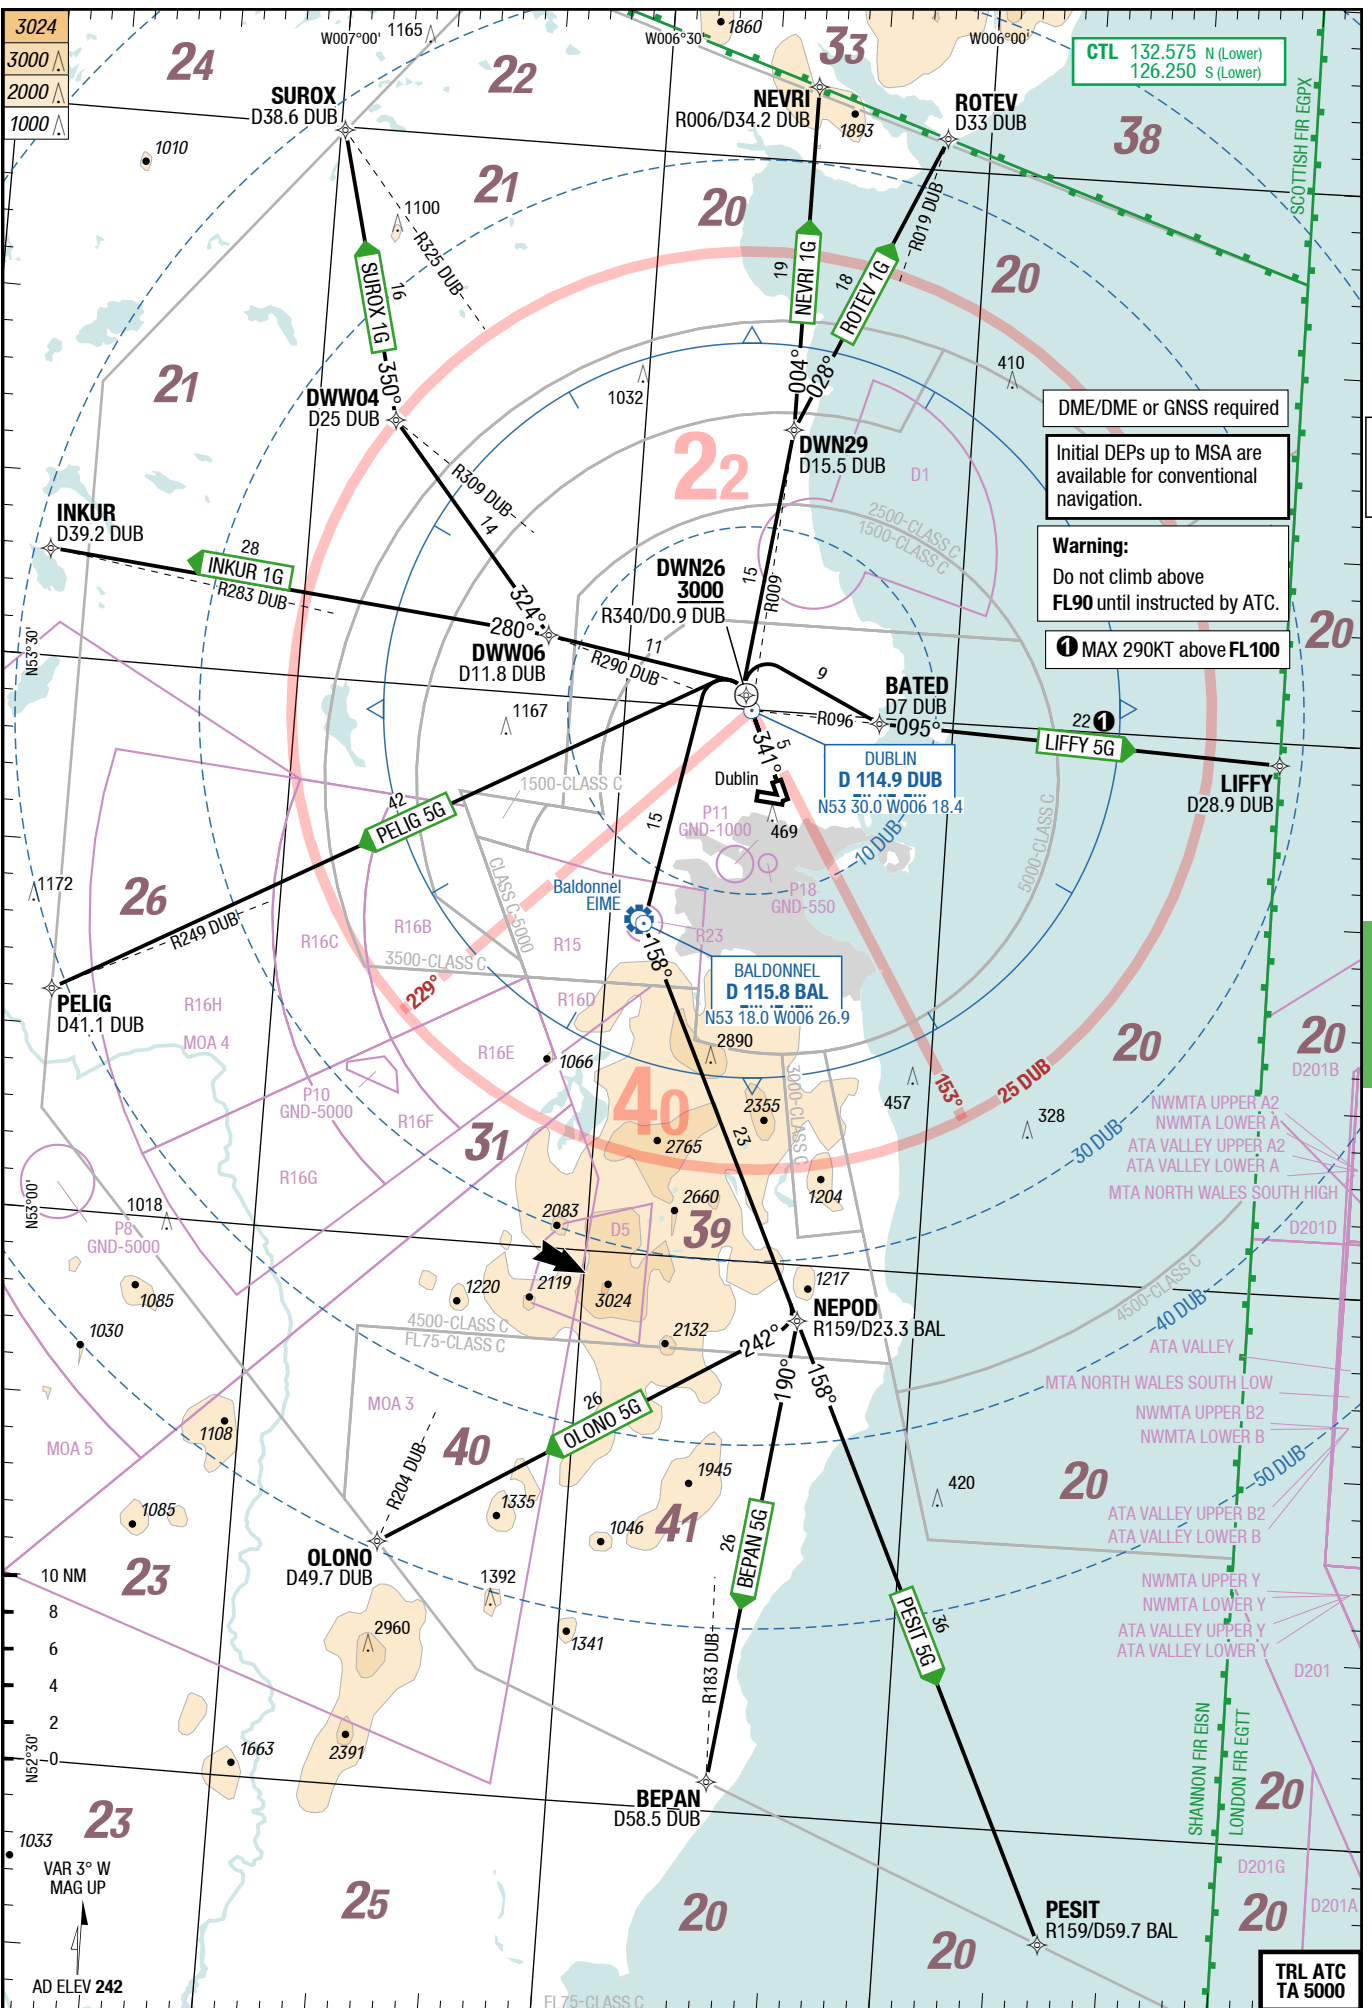 3024
3000
2000
1000
24
W007°00'
1165
22
W006°30'
1860
33
W006°00'
CTL 132.575 N (Lower)
126.250 S (Lower)
SCOTTISH FIR EGPX
SUROX
D38.6 DUB
NEVRI
R006/D34.2 DUB
1893
ROTEV
D33 DUB
38
1010
21
20
1100
R325 DUB
R019 DUB
20
SUROX 1G
16
350°
19
NEVRI 1G
004°
18
ROTEV 1G
028°
21
1032
410
DWW04
D25 DUB
DME/DME or GNSS required
Initial DEPs up to MSA are
available for conventional
navigation.
22
DWN29
D15.5 DUB
D1
R309 DUB
14
324°
INKUR
D39.2 DUB
28
INKUR 1G
R283 DUB
2500-CLASS C
1500-CLASS C
Warning:
Do not climb above
FL90 until instructed by ATC.
1 MAX 290KT above FL100
20
DWN26
3000
R340/D0.9 DUB
15
R009
N53°30'
280°
DWW06
D11.8 DUB
11
R290 DUB
9
BATED
D7 DUB
R096
095°
22 1
LIFFY 5G
LIFFY
D28.9 DUB
1167
341°
5
Dublin
DUBLIN
D 114.9 DUB
N53 30.0 W006 18.4
1500-CLASS C
42
PELIG 5G
15
P11
GND-1000
469
10 DUB
5000-CLASS C
1172
26
CLASS C-5000
Baldonnel
EIME
P18
GND-550
R249 DUB
R16C
R16B
R15
R23
3500-CLASS C
158°
BALDONNEL
D 115.8 BAL
N53 18.0 W006 26.9
229°
PELIG
D41.1 DUB
R16H
MOA 4
R16D
R16E
1066
2890
20
20
D201B
153°
25 DUB
P10
GND-5000
R16F
40
3000-CLASS C
2355
457
328
NWMTA UPPER A2
NWMTA LOWER A
30 DUB
ATA VALLEY UPPER A2
ATA VALLEY LOWER A
31
2765
23
R16G
MTA NORTH WALES SOUTH HIGH
N53°00'
1018
P8
GND-5000
2083
D5
2660
39
1204
D201D
1085
1220
2119
3024
1217
4500-CLASS C
40 DUB
NEPOD
R159/D23.3 BAL
1030
4500-CLASS C
FL75-CLASS C
2132
242°
190°
158°
ATA VALLEY
MTA NORTH WALES SOUTH LOW
MOA 3
26
OLONO 5G
NWMTA UPPER B2
NWMTA LOWER B
1108
MOA 5
40
R204 DUB
50 DUB
1945
20
420
1085
1335
1046
41
ATA VALLEY UPPER B2
ATA VALLEY LOWER B
26
BEPAN 5G
OLONO
D49.7 DUB
23
10 NM
8
6
4
2
0
1392
NWMTA UPPER Y
NWMTA LOWER Y
PESIT 5G
36
2960
1341
ATA VALLEY UPPER Y
ATA VALLEY LOWER Y
R183 DUB
D201
N52°30'
1663
2391
SHANNON FIR EISN
LONDON FIR EGTT
BEPAN
D58.5 DUB
20
23
1033
VAR 3° W
MAG UP
D201G
25
20
20
PESIT
R159/D59.7 BAL
20
D201A
AD ELEV 242
TRL ATC
TA 5000
FL75-CLASS C